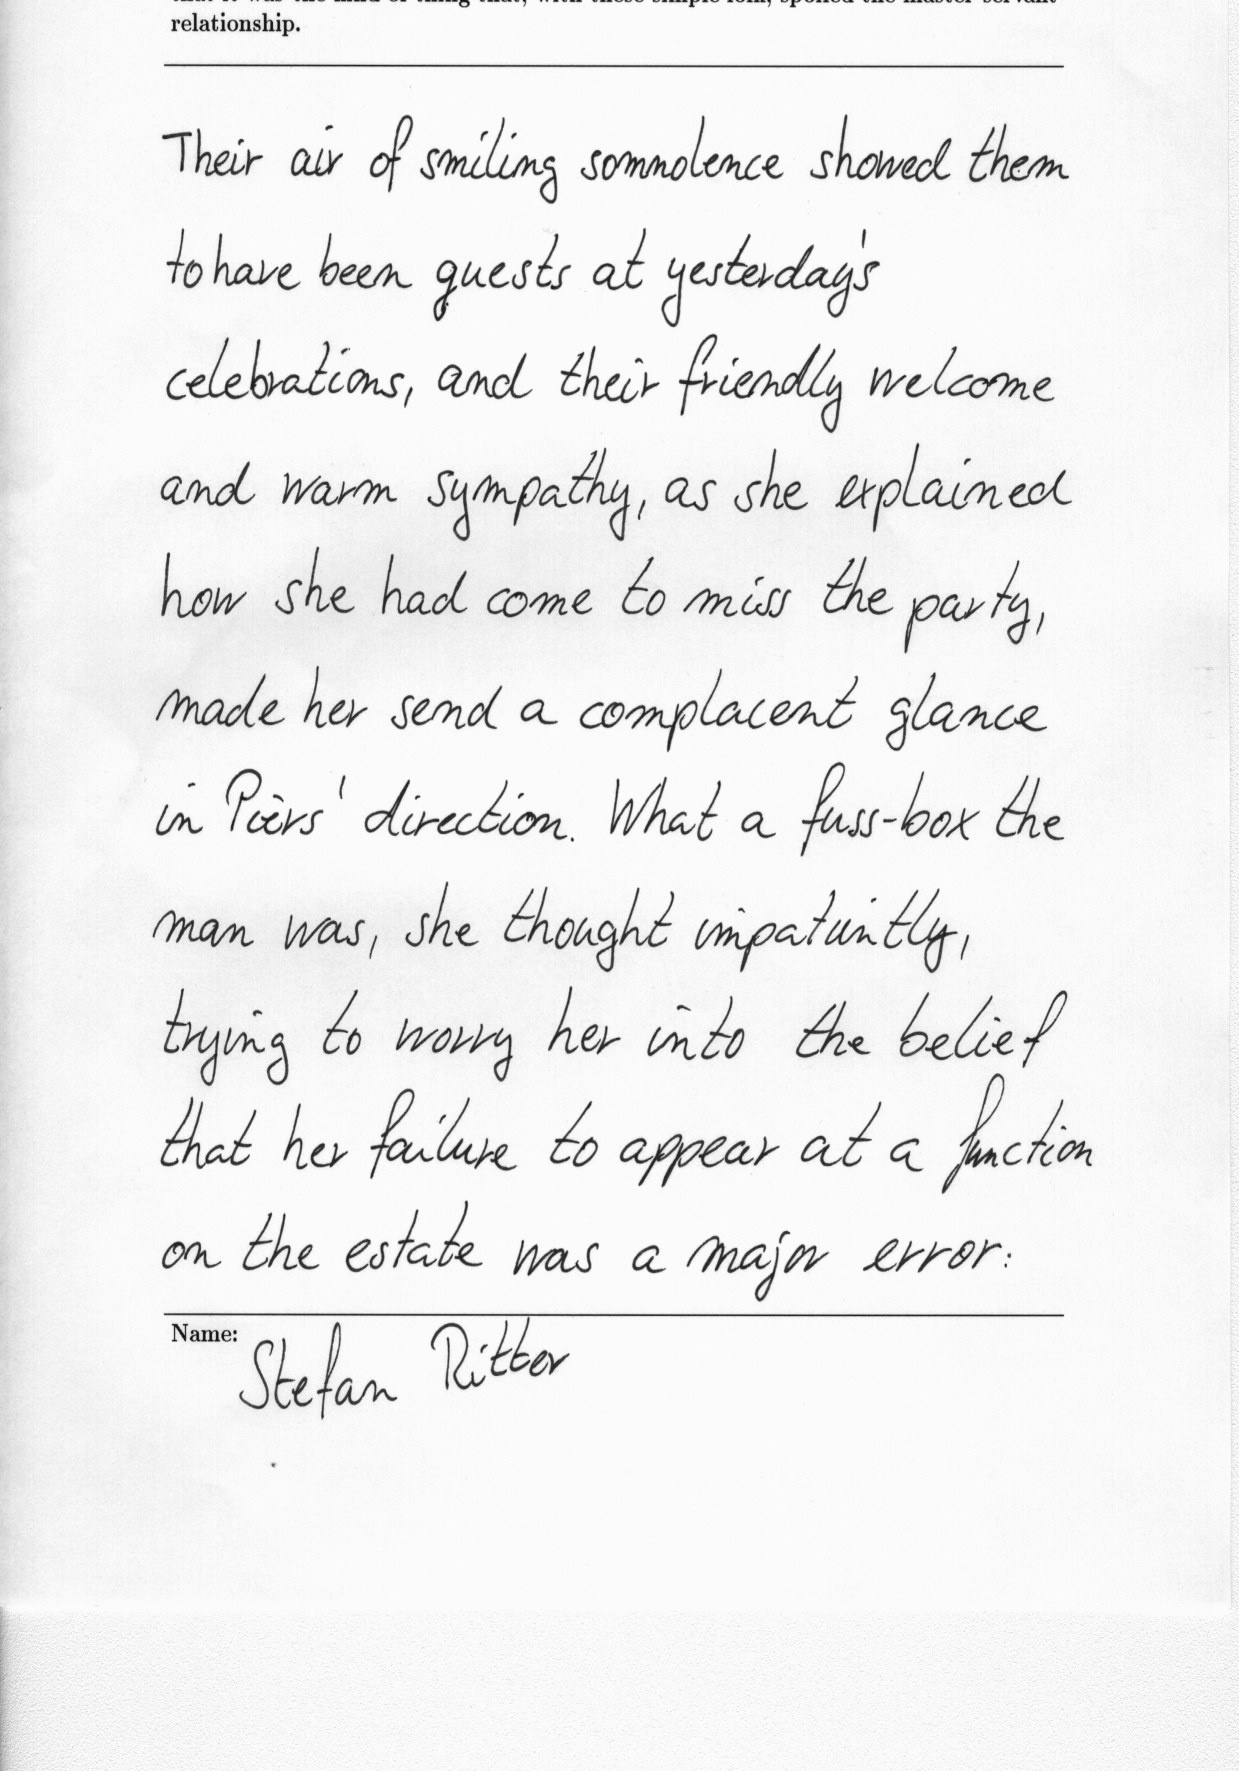 relationship.
Their air of smiling somnolence showed them
to have been guests at yesterday's
celebrations, and their friendly welcome
and warm sympathy, as she explained
how she had come to miss the party,
made her send a complacent glance
in Piers' direction. What a fuss-box the
man was, she thought impatiently,
trying to worry her into the belief
that her failure to appear at a function
on the estate was a major error:
Name:
Stefan Ritter